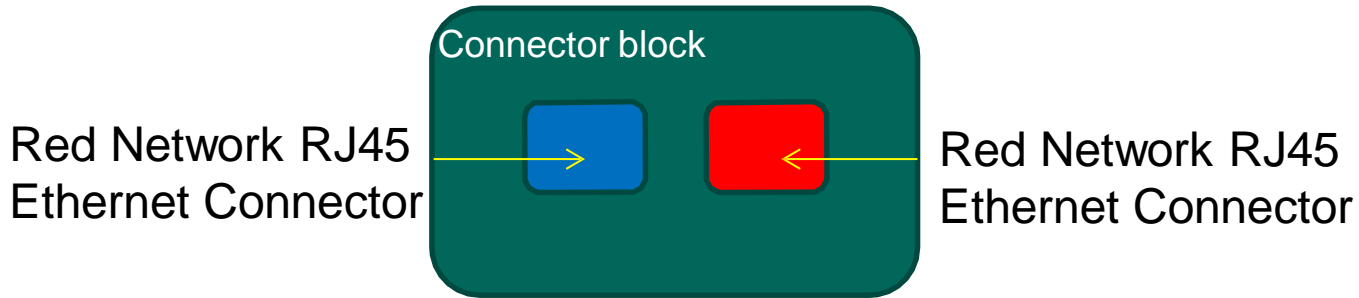 Connector block
Red Network RJ45
Ethernet Connector
Red Network RJ45
Ethernet Connector